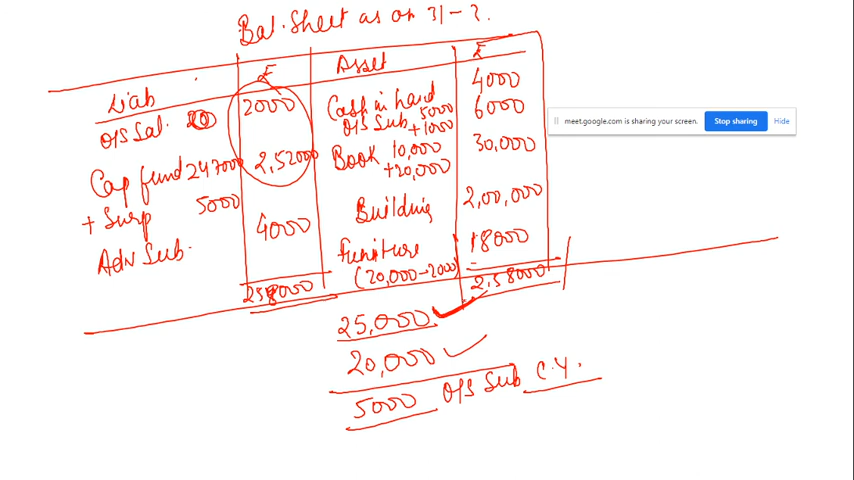 Bal. Sheet as on 31-3.
Liab ₹ Asset ₹
O/S Sal. 2000 Cash in hand 4000
O/S Sub 5000 +1000 6000
Cap fund 247000 2,52000 Book 10,000 +20,000 30,000
+ Surp 5000
Building 2,00,000
Adv Sub. 4000
Furniture (20,000-2000) 18000
258000 2,58000
25,000
20,000
5000 O/S Sub C.Y.
meet.google.com is sharing your screen. Stop sharing Hide